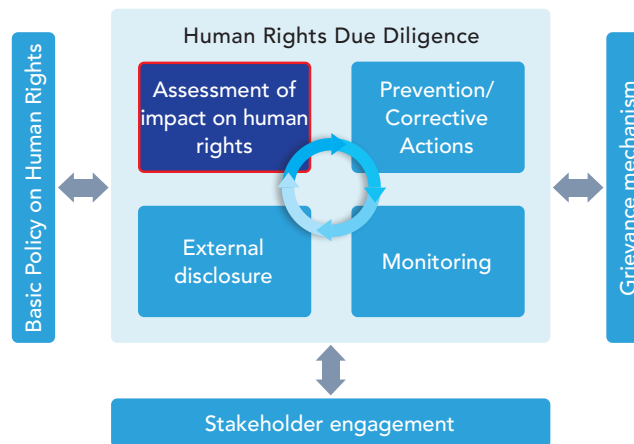 Human Rights Due Diligence
Basic Policy on Human Rights
Assessment of
impact on human
rights
Prevention/
Corrective
Actions
External
disclosure
Monitoring
Grievance mechanism
Stakeholder engagement